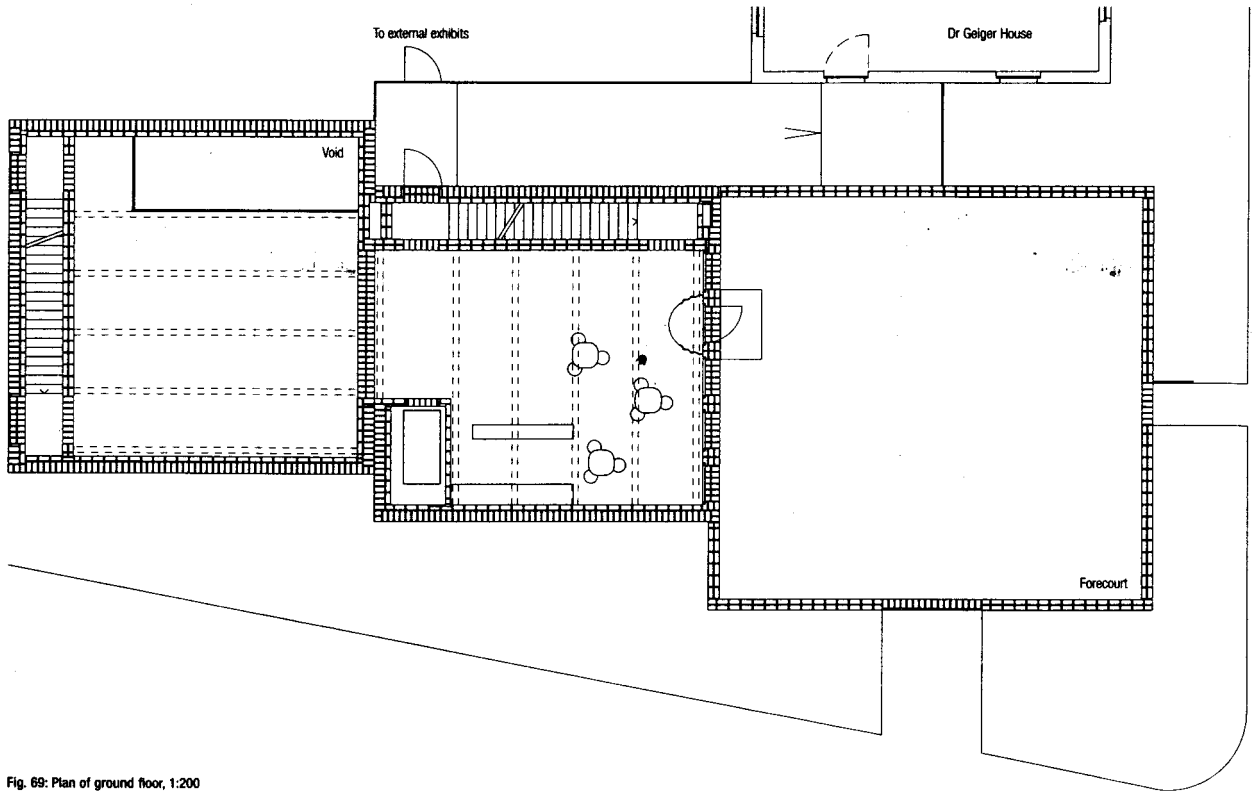 To external exhibits
Dr Geiger House
Void
Forecourt
Fig. 69: Plan of ground floor, 1:200